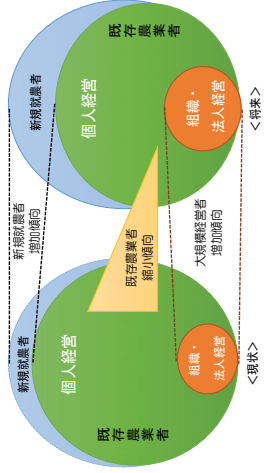 新規就農者
個人経営
既存農業者
組織・
法人経営
<現状>
新規就農者
増加傾向
既存農業者
縮小傾向
大規模経営者
増加傾向
新規就農者
個人経営
既存農業者
組織・
法人経営
<将来>